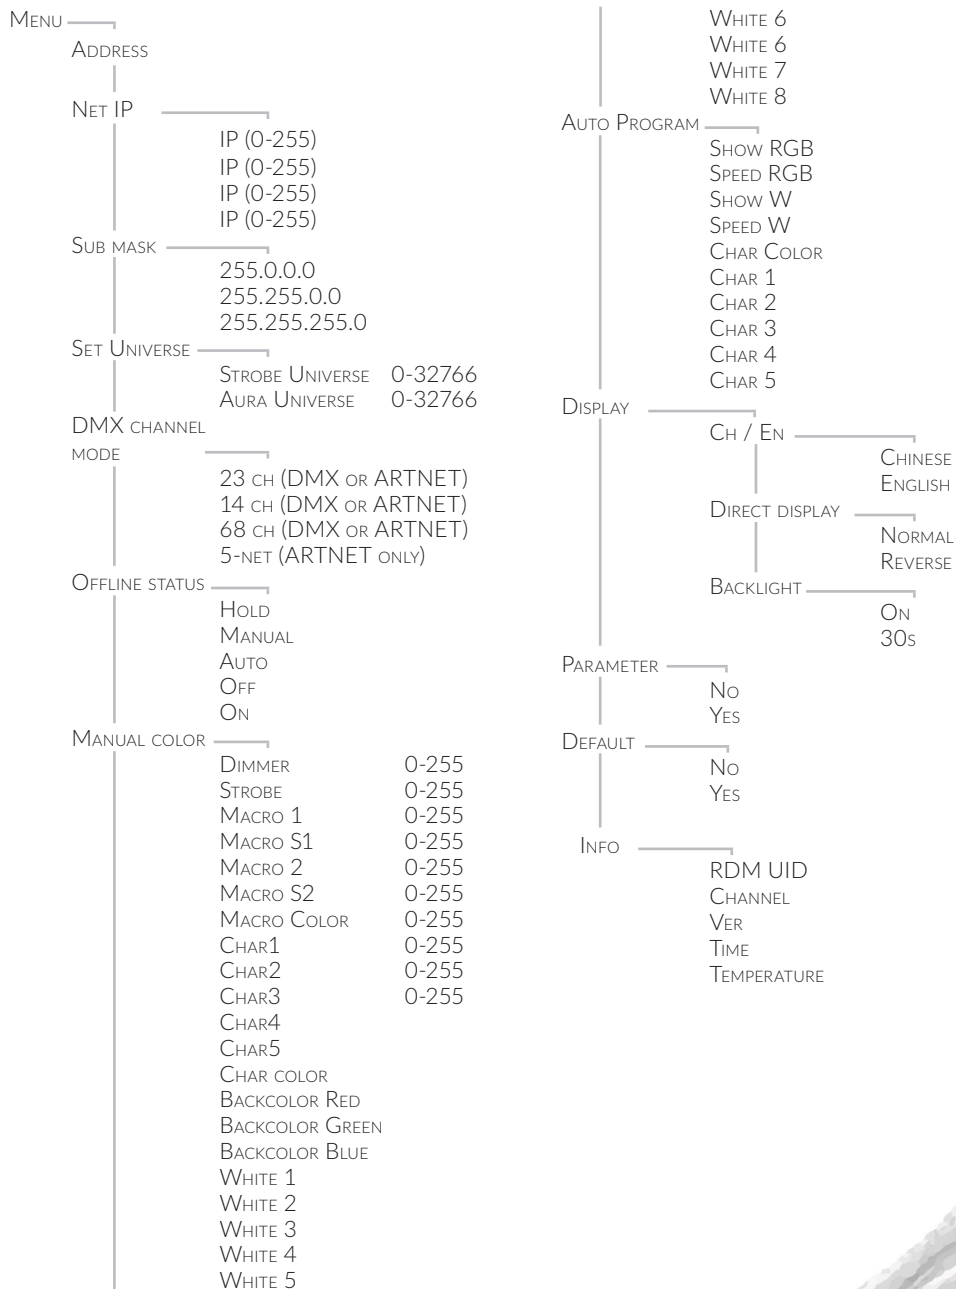 Menu
Address
Net IP
IP (0-255)
IP (0-255)
IP (0-255)
IP (0-255)
Sub mask
255.0.0.0
255.255.0.0
255.255.255.0
Set Universe
Strobe Universe 0-32766
Aura Universe 0-32766
DMX channel
mode
23 ch (DMX or ARTNET)
14 ch (DMX or ARTNET)
68 ch (DMX or ARTNET)
5-net (ARTNET only)
Offline status
Hold
Manual
Auto
Off
On
Manual color
Dimmer 0-255
Strobe 0-255
Macro 1 0-255
Macro S1 0-255
Macro 2 0-255
Macro S2 0-255
Macro Color 0-255
Char1 0-255
Char2 0-255
Char3 0-255
Char4
Char5
Char color
Backcolor Red
Backcolor Green
Backcolor Blue
White 1
White 2
White 3
White 4
White 5
White 6
White 6
White 7
White 8
Auto Program
Show RGB
Speed RGB
Show W
Speed W
Char Color
Char 1
Char 2
Char 3
Char 4
Char 5
Display
Ch / En
Chinese
English
Direct display
Normal
Reverse
Backlight
On
30s
Parameter
No
Yes
Default
No
Yes
Info
RDM UID
Channel
Ver
Time
Temperature